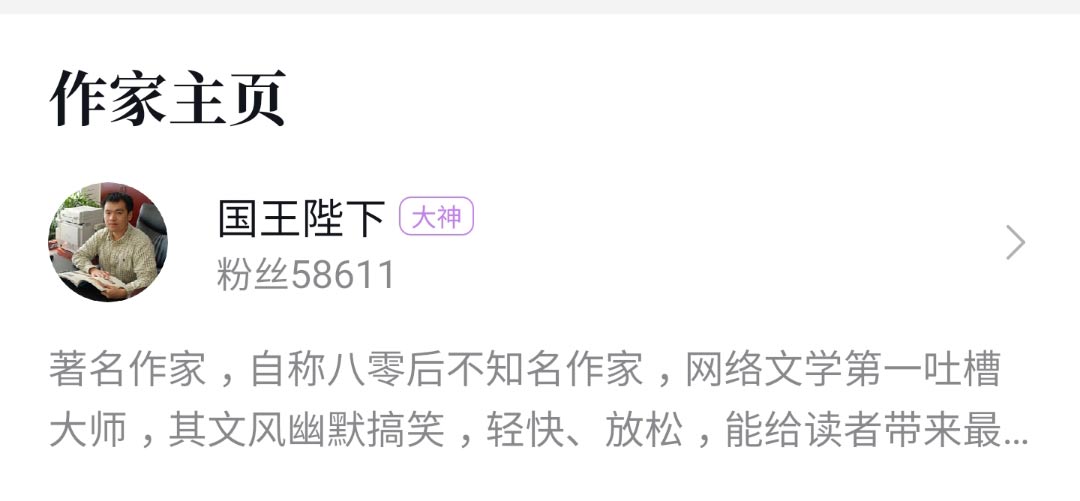 作家主页
国王陛下 大神
粉丝58611
著名作家，自称八零后不知名作家，网络文学第一吐槽
大师，其文风幽默搞笑，轻快、放松，能给读者带来最...